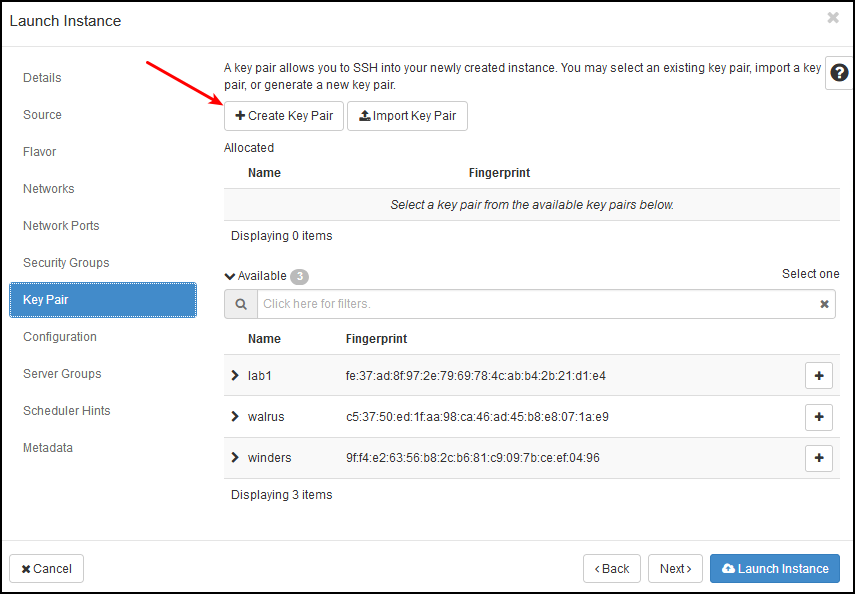 Launch Instance
Details
Source
Flavor
Networks
Network Ports
Security Groups
Key Pair
Configuration
Server Groups
Scheduler Hints
Metadata
A key pair allows you to SSH into your newly created instance. You may select an existing key pair, import a key
pair, or generate a new key pair.
Create Key Pair
Import Key Pair
Allocated
Name Fingerprint
Select a key pair from the available key pairs below.
Displaying 0 items
Available 3 Select one
Click here for filters.
Name Fingerprint
lab1 fe:37:ad:8f:97:2e:79:69:78:4c:ab:b4:2b:21:d1:e4
walrus c5:37:50:ed:1f:aa:98:ca:46:ad:45:b8:e8:07:1a:e9
winders 9f:f4:e2:63:56:b8:2c:b6:81:c9:09:7b:ce:ef:04:96
Displaying 3 items
Cancel
Back
Next
Launch Instance